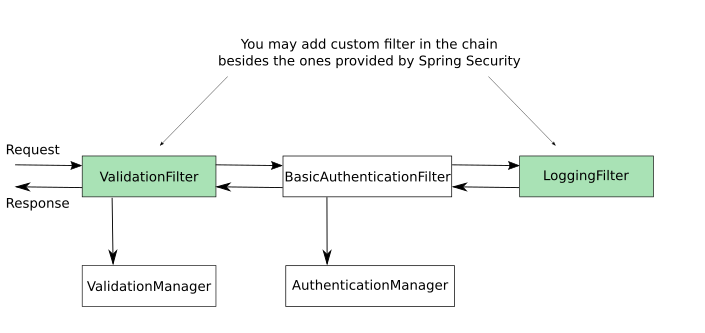 You may add custom filter in the chain
besides the ones provided by Spring Security
Request
ValidationFilter
BasicAuthenticationFilter
LoggingFilter
Response
ValidationManager
AuthenticationManager